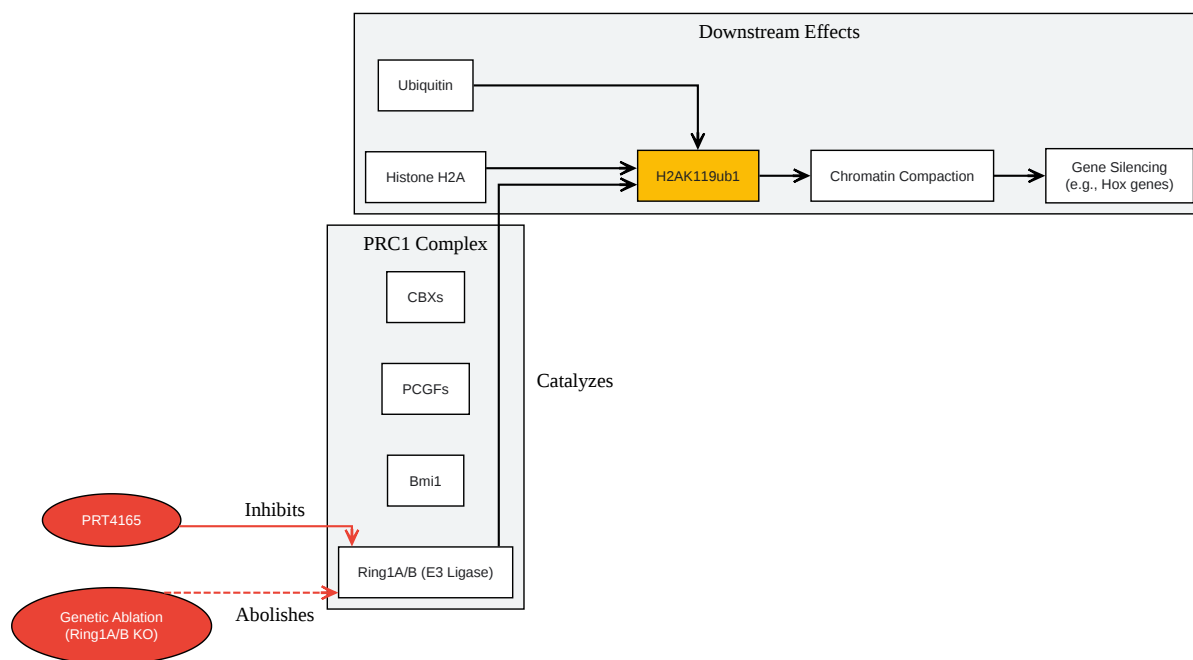 Downstream Effects
Ubiquitin
Histone H2A
H2AK119ub1
Chromatin Compaction
Gene Silencing
(e.g., Hox genes)
PRC1 Complex
CBXs
PCGFs
Catalyzes
Bmi1
Inhibits
PRT4165
Ring1A/B (E3 Ligase)
Abolishes
Genetic Ablation
(Ring1A/B KO)